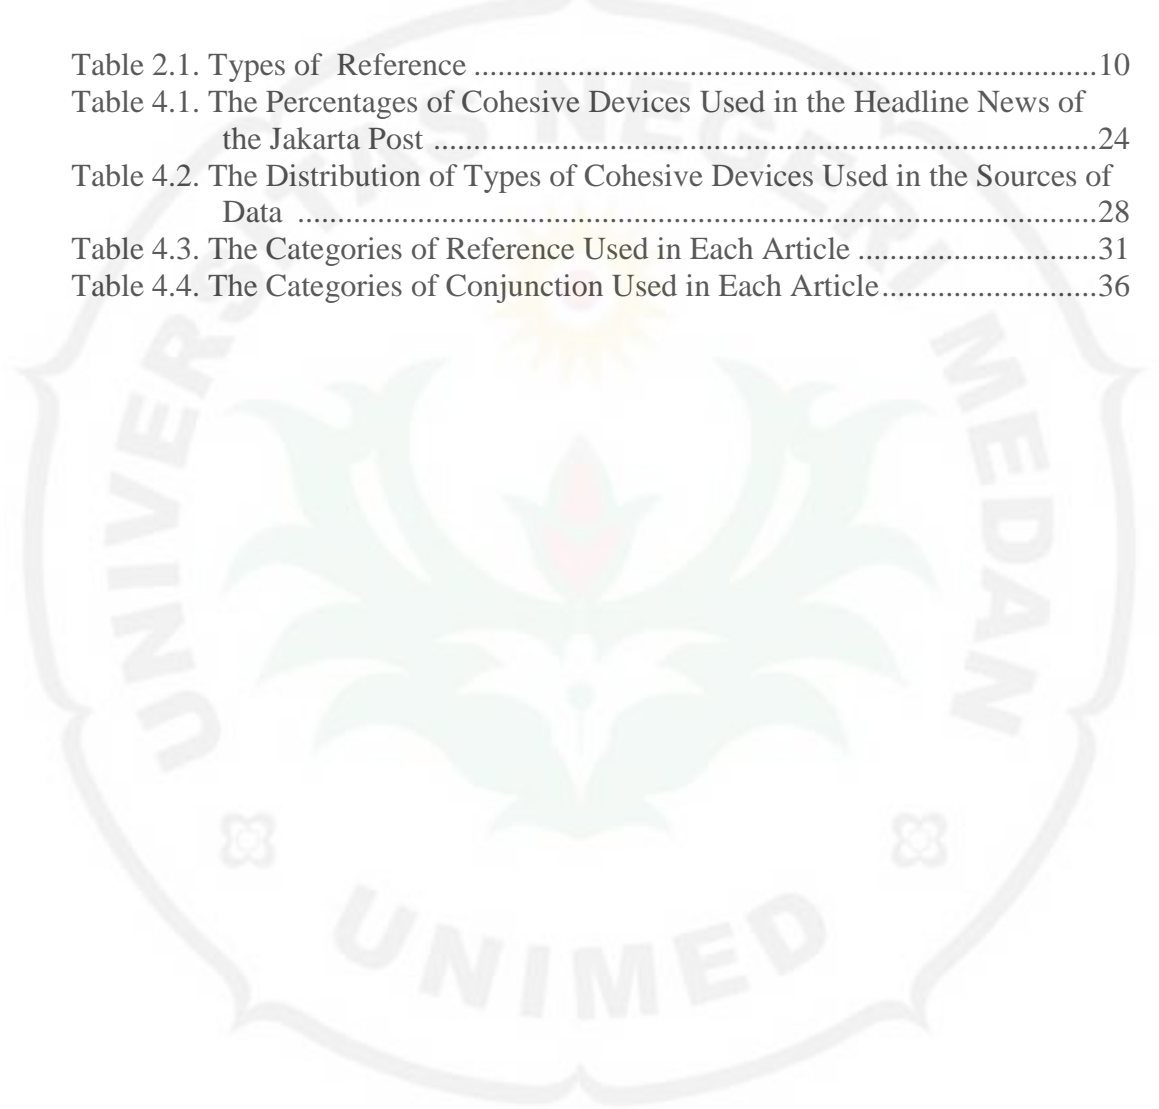 Table 2.1. Types of  Reference ..............................................................................10
Table 4.1. The Percentages of Cohesive Devices Used in the Headline News of
the Jakarta Post .......................................................................................24
Table 4.2. The Distribution of Types of Cohesive Devices Used in the Sources of
Data ....................................................................................................28
Table 4.3. The Categories of Reference Used in Each Article ..............................31
Table 4.4. The Categories of Conjunction Used in Each Article...........................36
UNIVERSITAS NEGERI MEDAN
UNIMED